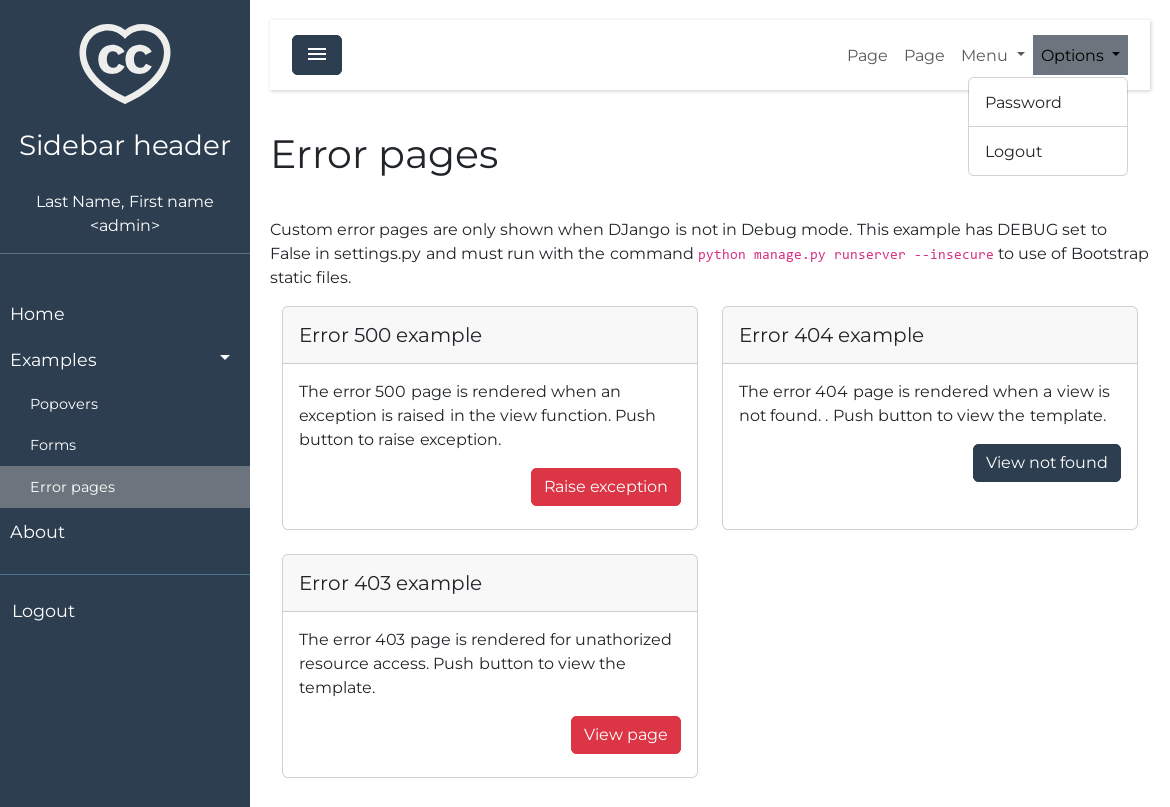 CC
Sidebar header
Last Name, First name
<admin>
Home
Examples
Popovers
Forms
Error pages
About
Logout
Page Page Menu Options
Password
Logout
Error pages
Custom error pages are only shown when DJango is not in Debug mode. This example has DEBUG set to
False in settings.py and must run with the command python manage.py runserver --insecure to use of Bootstrap
static files.
Error 500 example
The error 500 page is rendered when an
exception is raised in the view function. Push
button to raise exception.
Raise exception
Error 404 example
The error 404 page is rendered when a view is
not found. . Push button to view the template.
View not found
Error 403 example
The error 403 page is rendered for unathorized
resource access. Push button to view the
template.
View page